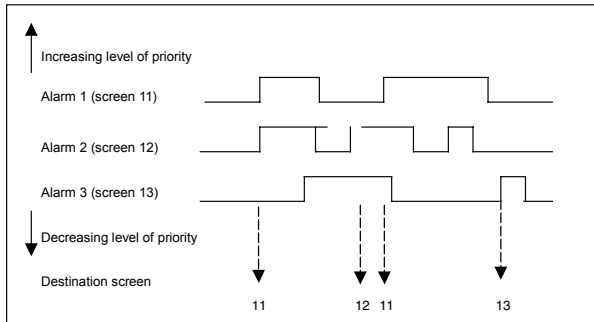 Increasing level of priority
Alarm 1 (screen 11)
Alarm 2 (screen 12)
Alarm 3 (screen 13)
Decreasing level of priority
Destination screen
11 12 11 13